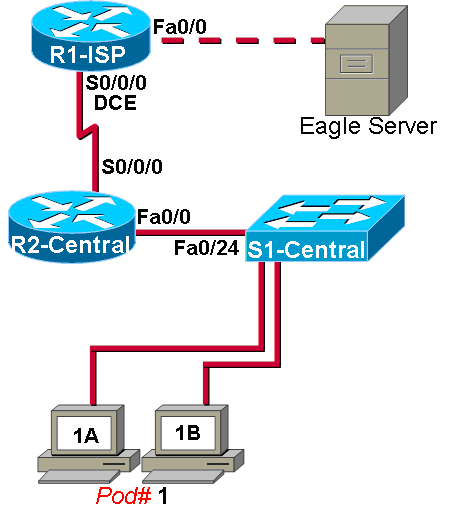 Fa0/0
R1-ISP
S0/0/0
DCE
Eagle Server
S0/0/0
Fa0/0
R2-Central
Fa0/24
S1-Central
1A
1B
Pod# 1